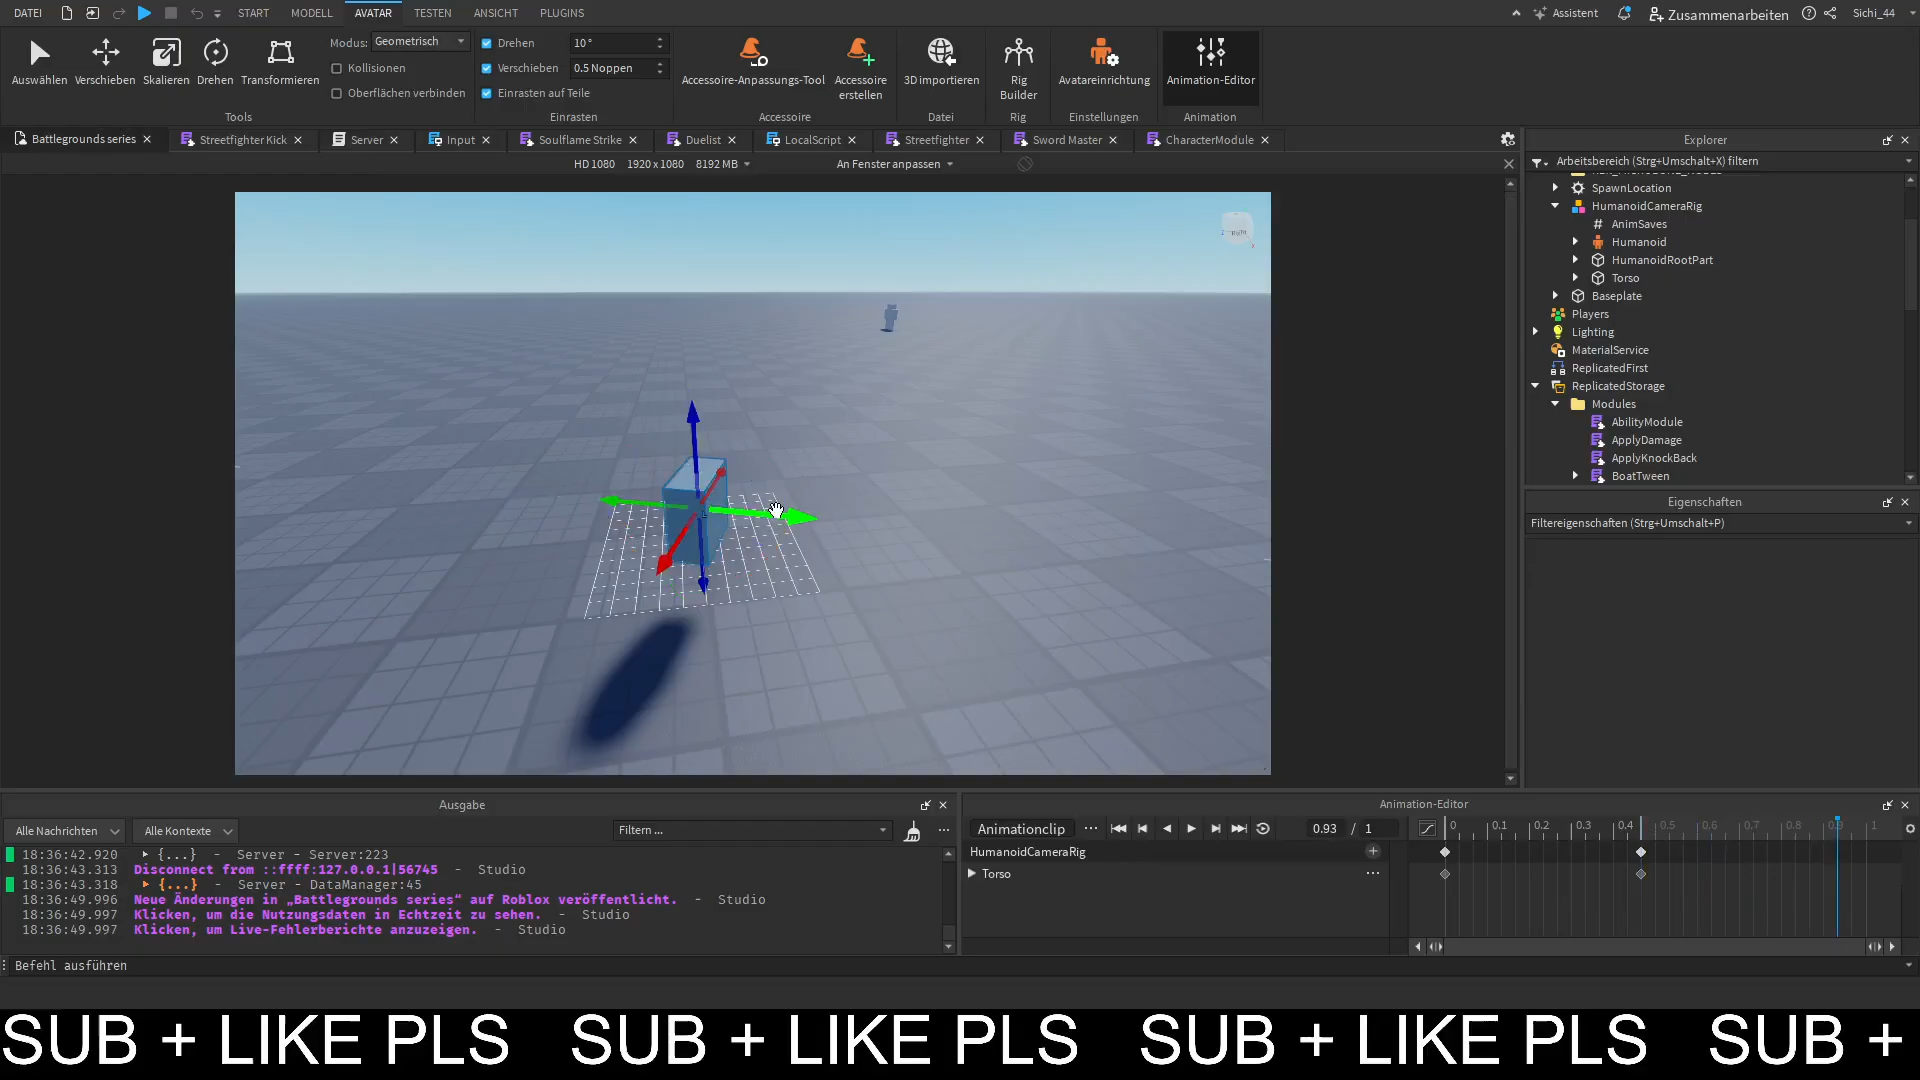 DATEI START MODELL AVATAR TESTEN ANSICHT PLUGINS Assistent Zusammenarbeiten Sichi_44
Auswählen Verschieben Skalieren Drehen Transformieren
Modus: Geometrisch
Kollisionen
Oberflächen verbinden
Tools
Drehen 10°
Verschieben 0.5 Noppen
Einrasten auf Teile
Einrasten
Accessoire-Anpassungs-Tool
Accessoire
erstellen
Accessoire
3D importieren
Datei
Rig
Builder
Rig
Avatareinrichtung
Einstellungen
Animation-Editor
Animation
Battlegrounds series Streetfighter Kick Server Input Soulflame Strike Duelist LocalScript Streetfighter Sword Master CharacterModule
HD 1080 1920 x 1080 8192 MB An Fenster anpassen
Right
Explorer
Arbeitsbereich (Strg+Umschalt+X) filtern
SpawnLocation
HumanoidCameraRig
AnimSaves
Humanoid
HumanoidRootPart
Torso
Baseplate
Players
Lighting
MaterialService
ReplicatedFirst
ReplicatedStorage
Modules
AbilityModule
ApplyDamage
ApplyKnockBack
BoatTween
Eigenschaften
Filtereigenschaften (Strg+Umschalt+P)
Ausgabe
Alle Nachrichten Alle Kontexte Filtern ...
18:36:42.920 {...} - Server - Server:223
18:36:43.313 Disconnect from ::ffff:127.0.0.1|56745 - Studio
18:36:43.318 {...} - Server - DataManager:45
18:36:49.996 Neue Änderungen in „Battlegrounds series“ auf Roblox veröffentlicht. - Studio
18:36:49.997 Klicken, um die Nutzungsdaten in Echtzeit zu sehen. - Studio
18:36:49.997 Klicken, um Live-Fehlerberichte anzuzeigen. - Studio
Animation-Editor
Animationclip 0.93 / 1 0 0.1 0.2 0.3 0.4 0.5 0.6 0.7 0.8 0.9 1
HumanoidCameraRig
Torso
Befehl ausführen
SUB + LIKE PLS SUB + LIKE PLS SUB + LIKE PLS SUB +